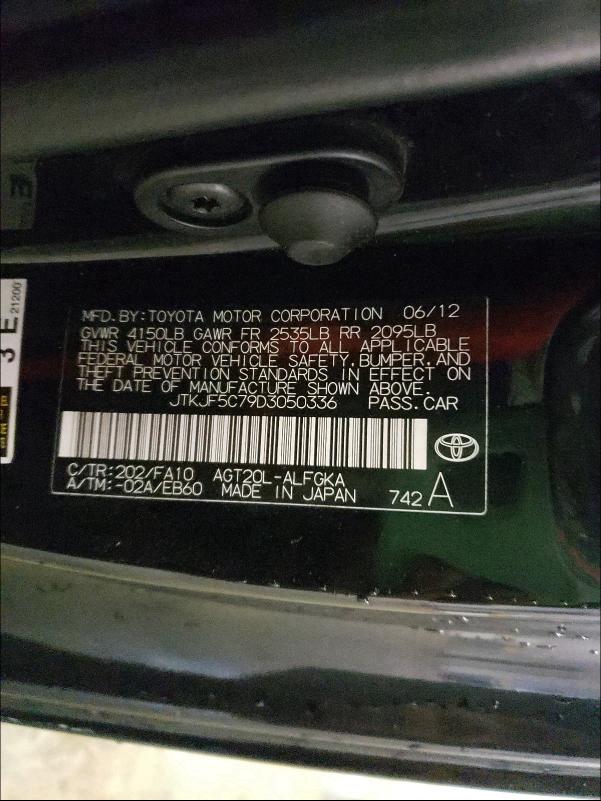 MFD.BY:TOYOTA MOTOR CORPORATION 06/12
GVWR 4150LB GAWR FR 2535LB RR 2095LB
THIS VEHICLE CONFORMS TO ALL APPLICABLE
FEDERAL MOTOR VEHICLE SAFETY, BUMPER, AND
THEFT PREVENTION STANDARDS IN EFFECT ON
THE DATE OF MANUFACTURE SHOWN ABOVE.
JTKJF5C79D3050336 PASS.CAR
C/TR:202/FA10 AGT20L-ALFGKA
A/TM:-02A/EB60 MADE IN JAPAN 742 A
3 E
21200
E